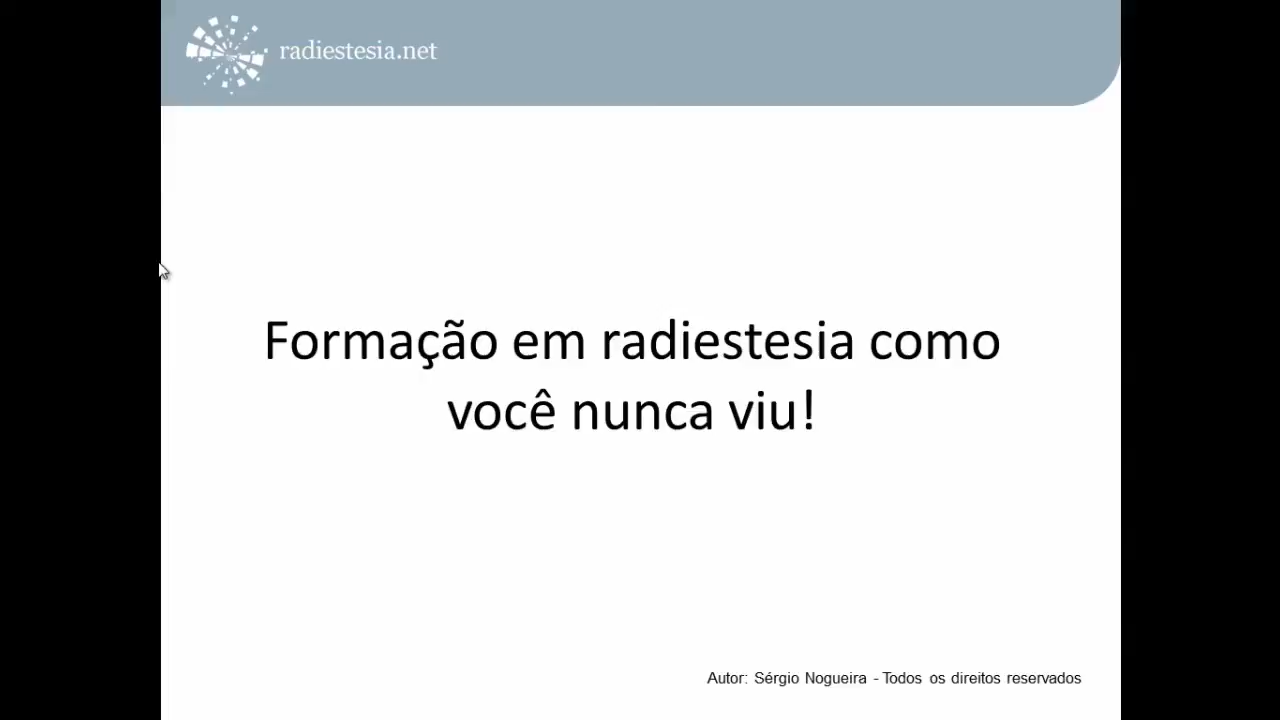 radiestesia.net
Formação em radiestesia como
você nunca viu!
Autor: Sérgio Nogueira - Todos os direitos reservados